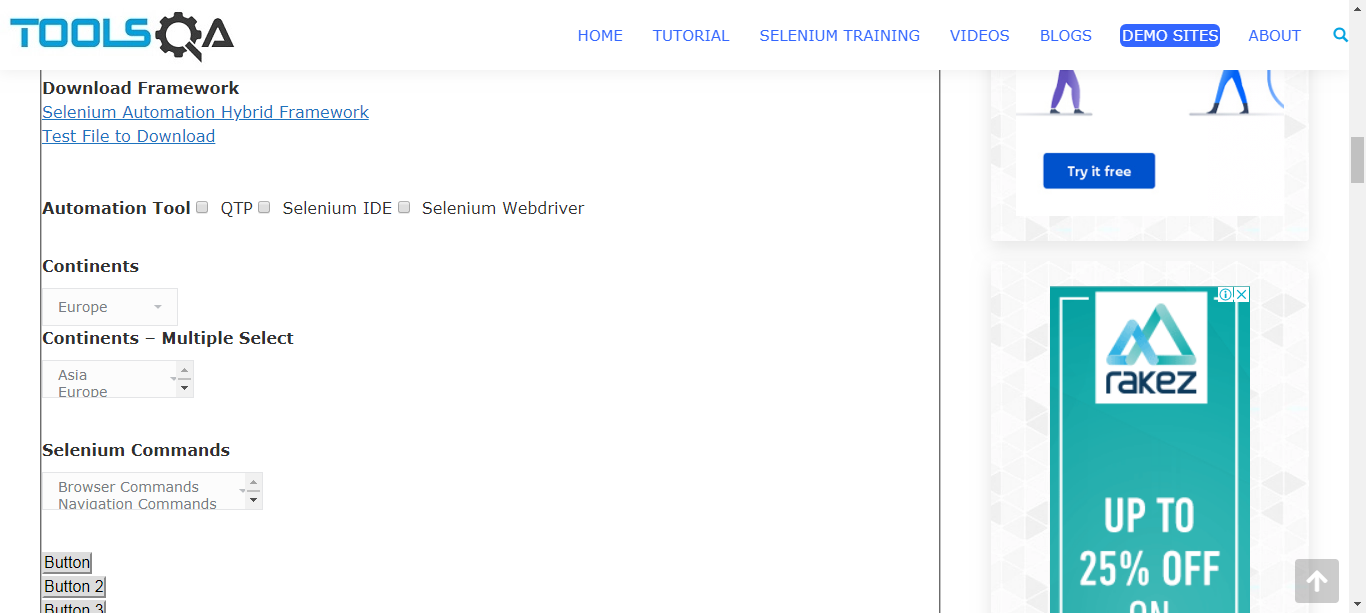 TOOLSQA
HOME TUTORIAL SELENIUM TRAINING VIDEOS BLOGS DEMO SITES ABOUT
Download Framework
Selenium Automation Hybrid Framework
Test File to Download
Automation Tool QTP Selenium IDE Selenium Webdriver
Continents
Europe
Continents – Multiple Select
Asia
Europe
Selenium Commands
Browser Commands
Navigation Commands
Button
Button 2
Button 3
Try it free
rakez
UP TO
25% OFF
ON